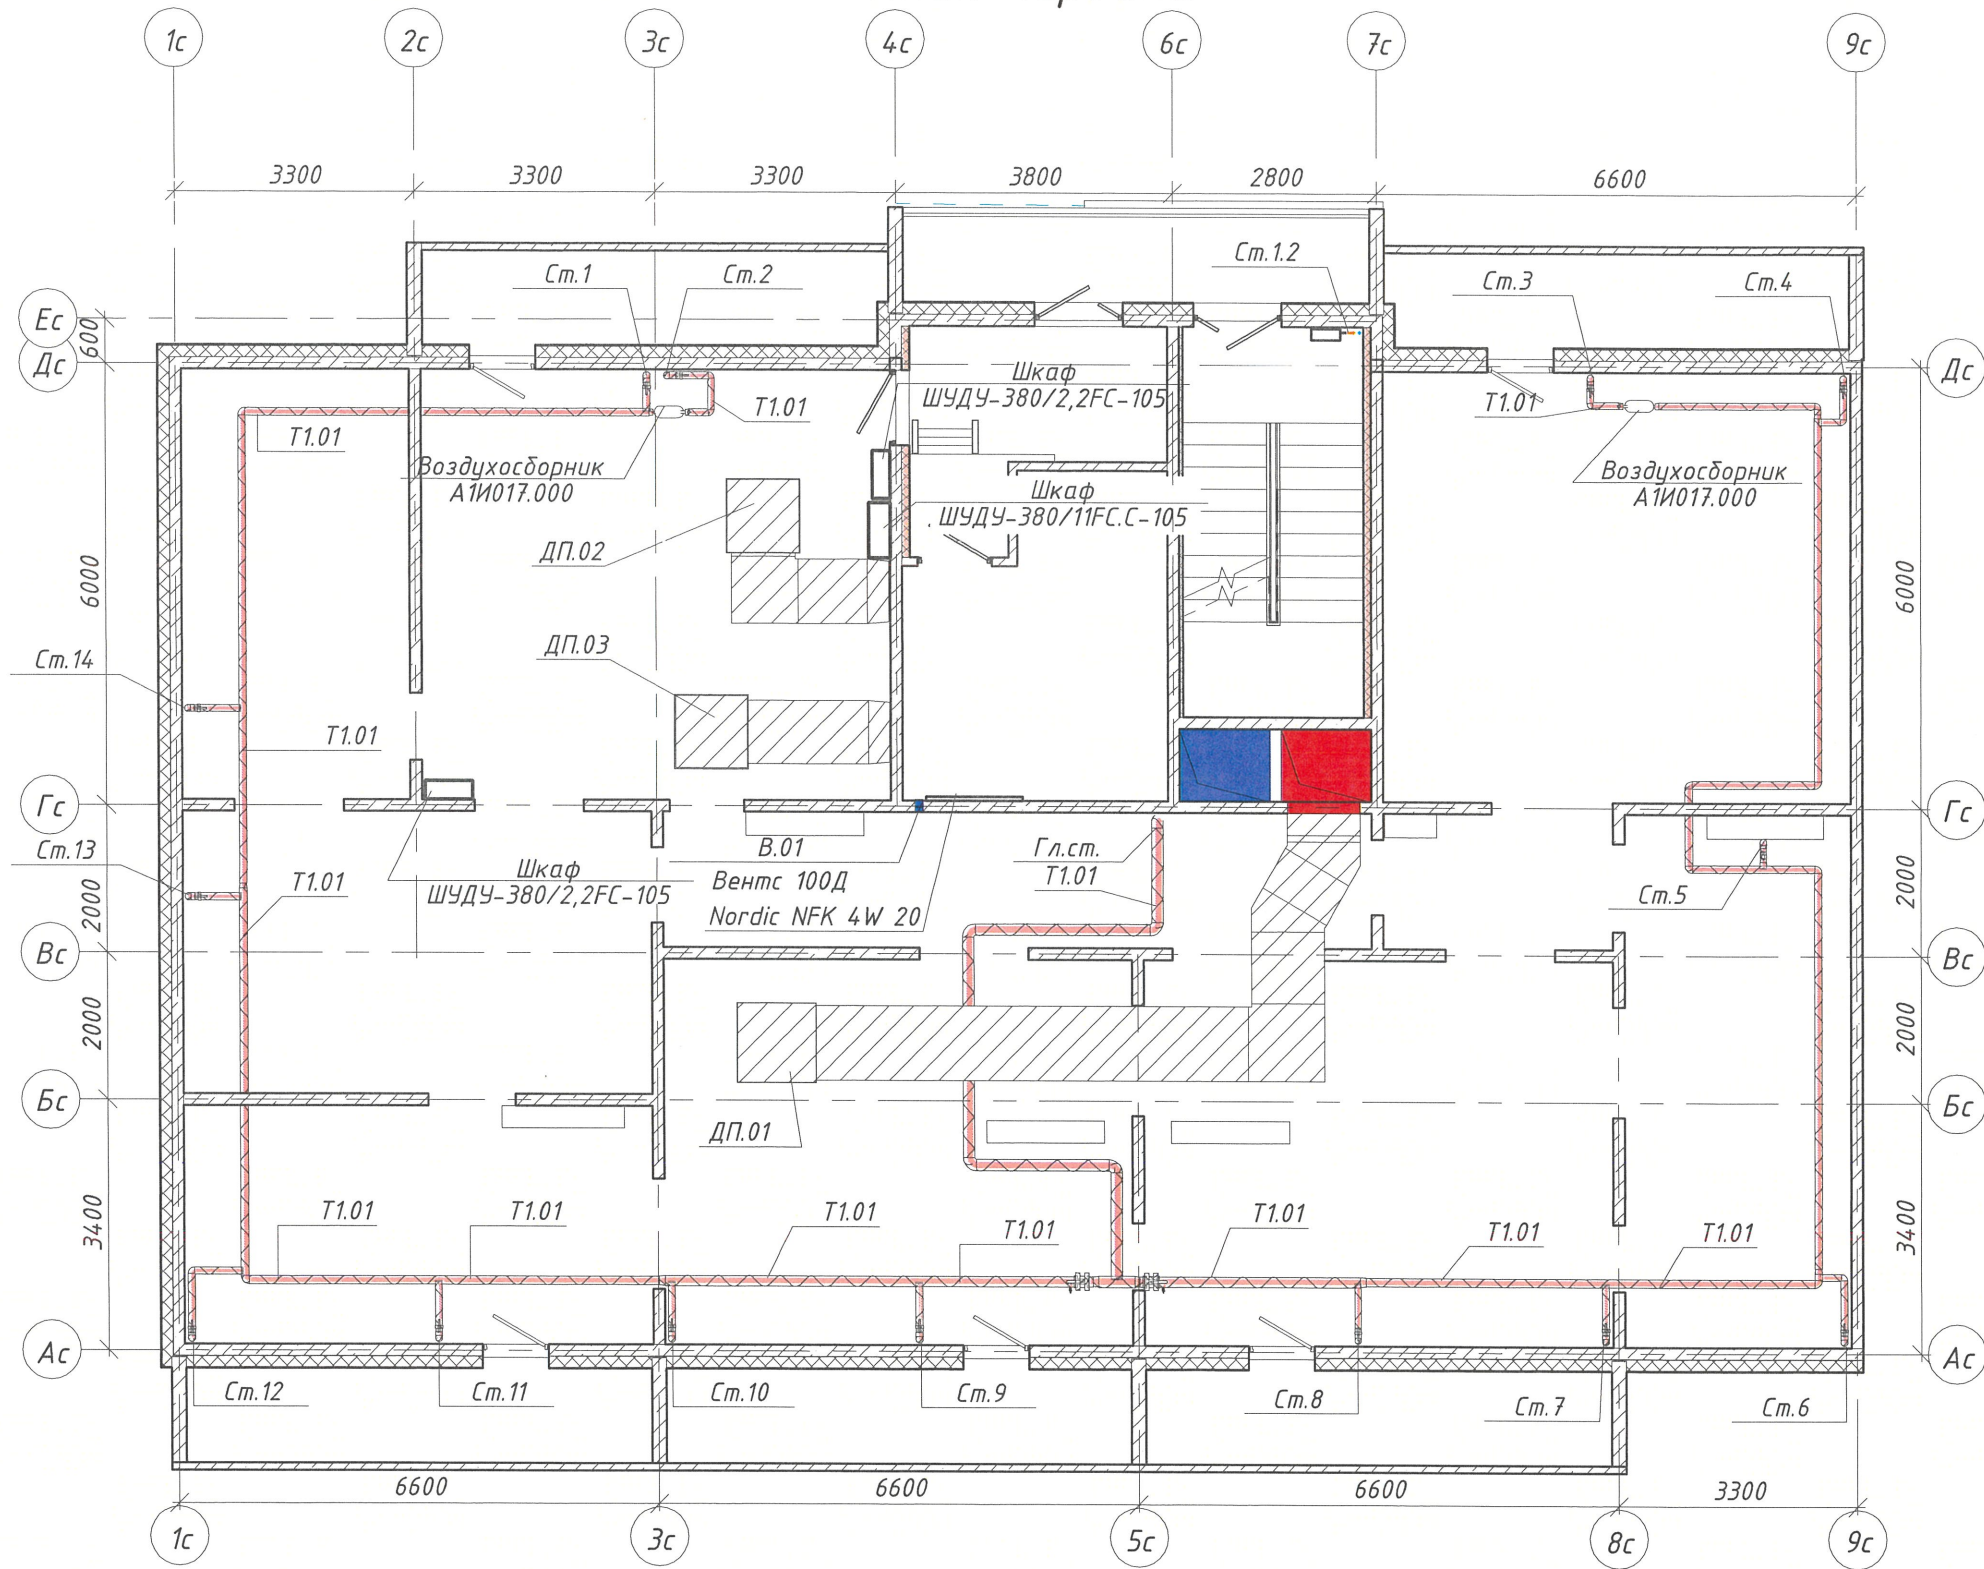 1с 2с 3с 4с 6с 7с 9с
3300 3300 3300 3800 2800 6600
Ст.1 Ст.2 Ст.1.2 Ст.3 Ст.4
Ес
600
Дс Дс
Шкаф
ШУДУ-380/2,2FC-105
Т1.01 Т1.01 Т1.01
Воздухосборник
А1И017.000
Воздухосборник
А1И017.000
Шкаф
ШУДУ-380/11FC.C-105
ДП.02
6000 6000
ДП.03
Ст.14
Т1.01
Гс Гс
Ст.13
В.01
Гл.ст.
Т1.01
Шкаф
ШУДУ-380/2,2FC-105
Вентс 100Д
Nordic NFK 4W 20
Т1.01
Ст.5
2000 2000
Вс Вс
2000 2000
Бс Бс
ДП.01
3400 3400
Т1.01 Т1.01 Т1.01 Т1.01 Т1.01 Т1.01 Т1.01
Ас Ас
Ст.12 Ст.11 Ст.10 Ст.9 Ст.8 Ст.7 Ст.6
6600 6600 6600 3300
1с 3с 5с 8с 9с